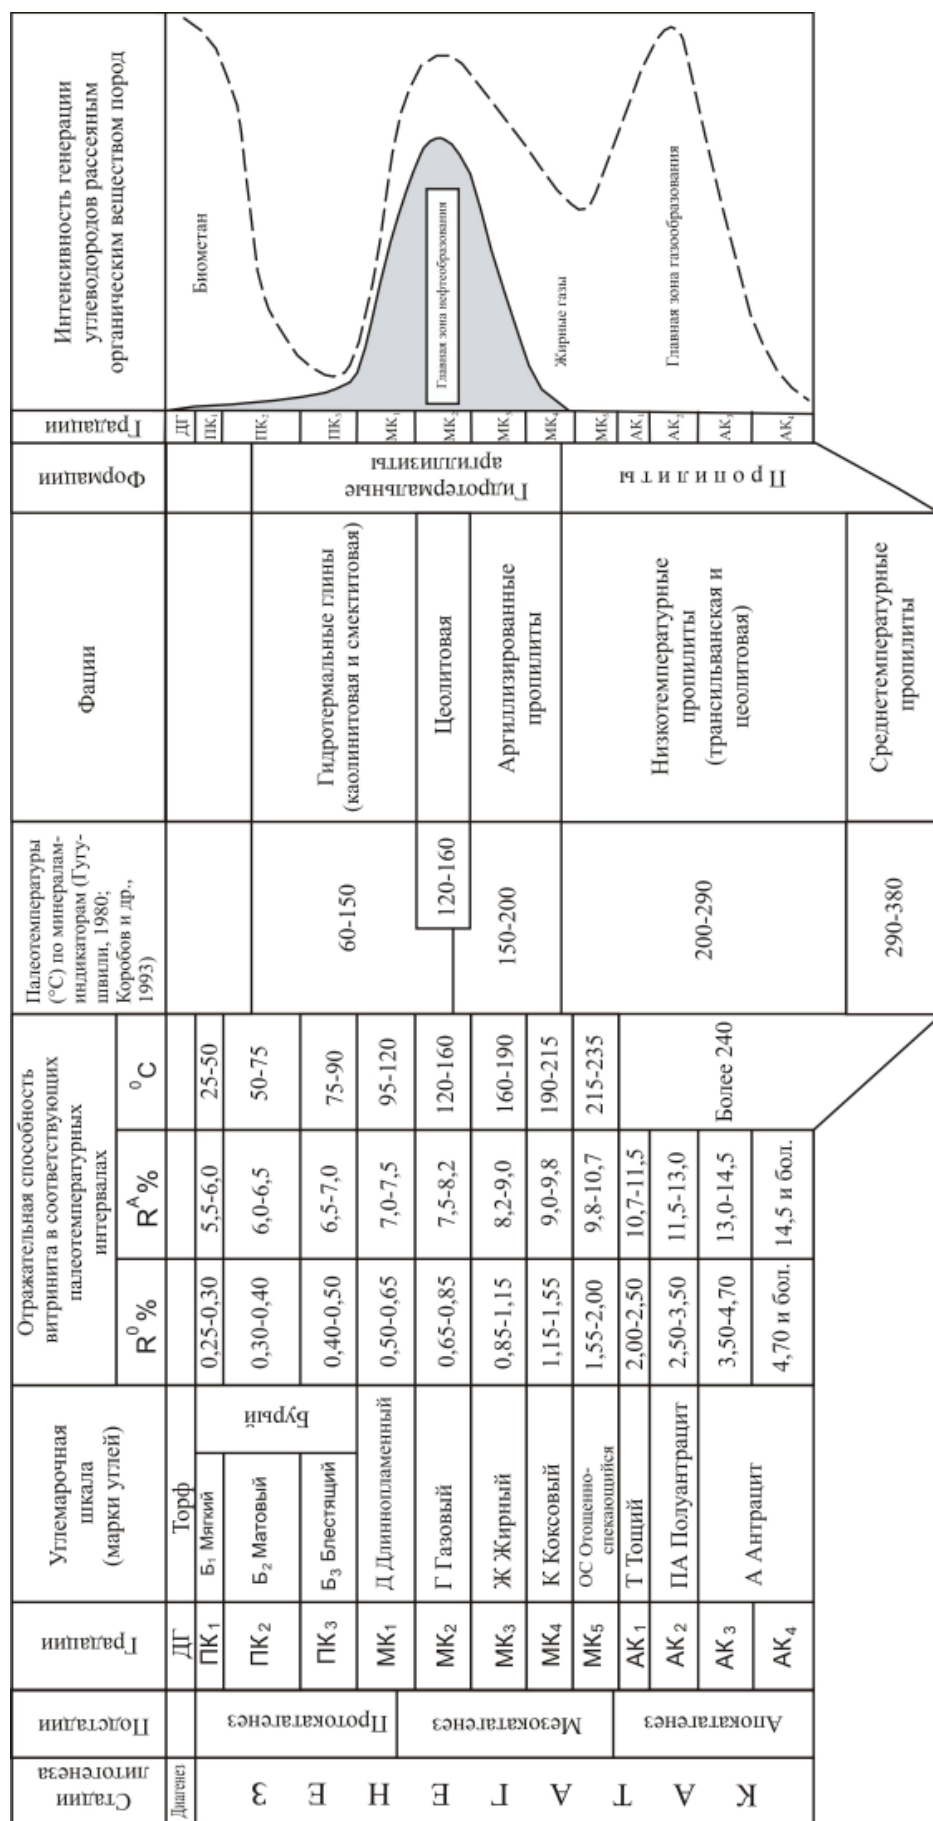 Стадии
литогенеза
Подстадии
Градации
Углемарочная
шкала
(марки углей)
Отражательная способность
витринита в соответствующих
палеотемпературных
интервалах
R⁰ %
Rᴬ %
⁰C
Палеотемпературы
(°С) по минералам-
индикаторам (Гугу-
швили, 1980;
Коробов и др.,
1993)
Фации
Формации
Градации
Интенсивность генерации
углеводородов рассеяным
органическим веществом пород
Диагенез
К А Т А Г Е Н Е З
Протокатагенез
Мезокатагенез
Апокатагенез
ДГ
ПК₁
ПК₂
ПК₃
МК₁
МК₂
МК₃
МК₄
МК₅
АК₁
АК₂
АК₃
АК₄
Торф
Б₁ Мягкий
Б₂ Матовый
Б₃ Блестящий
Бурый
Д Длиннопламенный
Г Газовый
Ж Жирный
К Коксовый
ОС Отощенно-
спекающийся
Т Тощий
ПА Полуантрацит
А Антрацит
0,25-0,30
0,30-0,40
0,40-0,50
0,50-0,65
0,65-0,85
0,85-1,15
1,15-1,55
1,55-2,00
2,00-2,50
2,50-3,50
3,50-4,70
4,70 и бол.
5,5-6,0
6,0-6,5
6,5-7,0
7,0-7,5
7,5-8,2
8,2-9,0
9,0-9,8
9,8-10,7
10,7-11,5
11,5-13,0
13,0-14,5
14,5 и бол.
25-50
50-75
75-90
95-120
120-160
160-190
190-215
215-235
Более 240
60-150
120-160
150-200
200-290
290-380
Гидротермальные глины
(каолинитовая и смектитовая)
Цеолитовая
Аргиллизированные
пропилиты
Низкотемпературные
пропилиты
(трансильванская и
цеолитовая)
Среднетемпературные
пропилиты
Гидротермальные
аргиллизиты
Пропилиты
ДГ
ПК₁
ПК₂
ПК₃
МК₁
МК₂
МК₃
МК₄
МК₅
АК₁
АК₂
АК₃
АК₄
Биометан
Главная зона нефтеобразования
Жирные газы
Главная зона газообразования